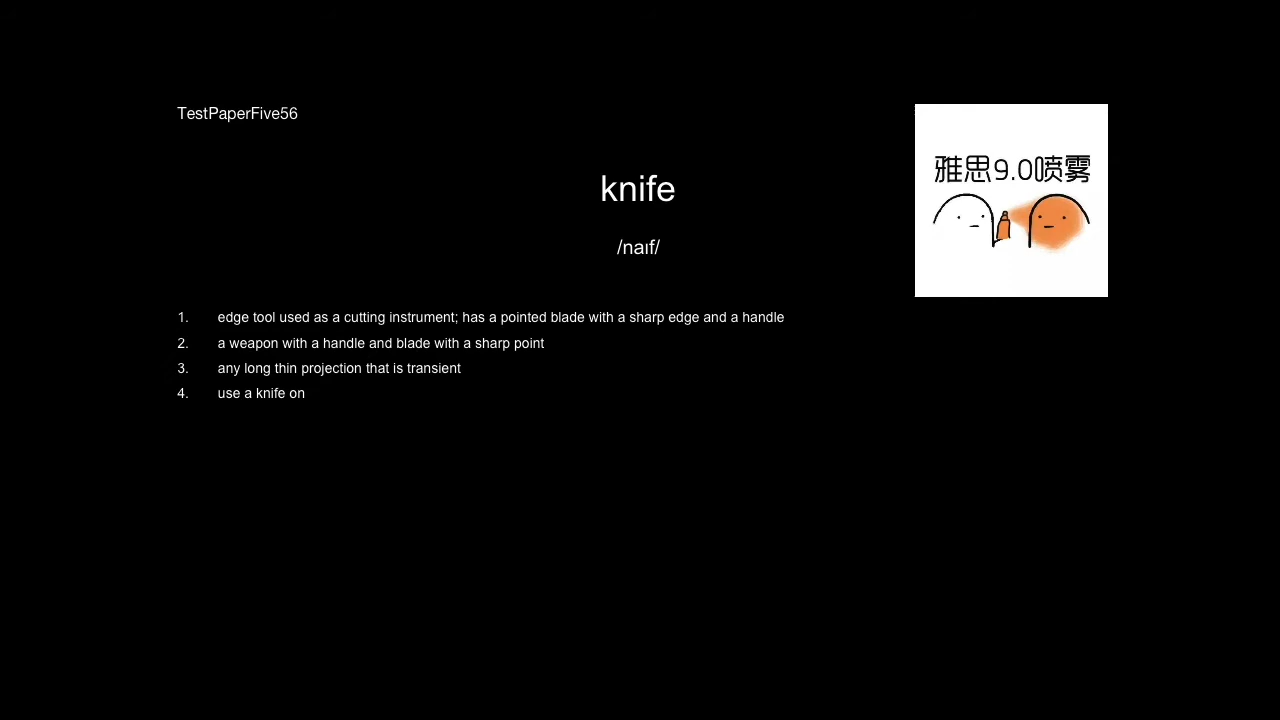 TestPaperFive56
雅思9.0喷雾
knife
/naɪf/
1. edge tool used as a cutting instrument; has a pointed blade with a sharp edge and a handle
2. a weapon with a handle and blade with a sharp point
3. any long thin projection that is transient
4. use a knife on